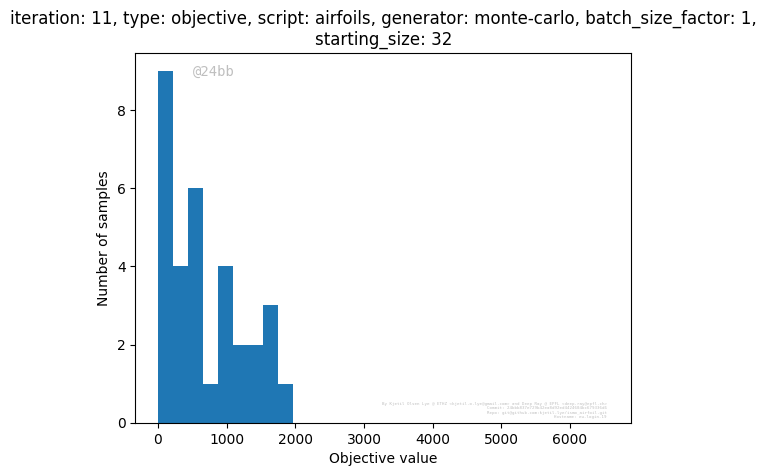 iteration: 11, type: objective, script: airfoils, generator: monte-carlo, batch_size_factor: 1,
starting_size: 32
@24bb
8
6
4
2
0
Number of samples
0 1000 2000 3000 4000 5000 6000
Objective value